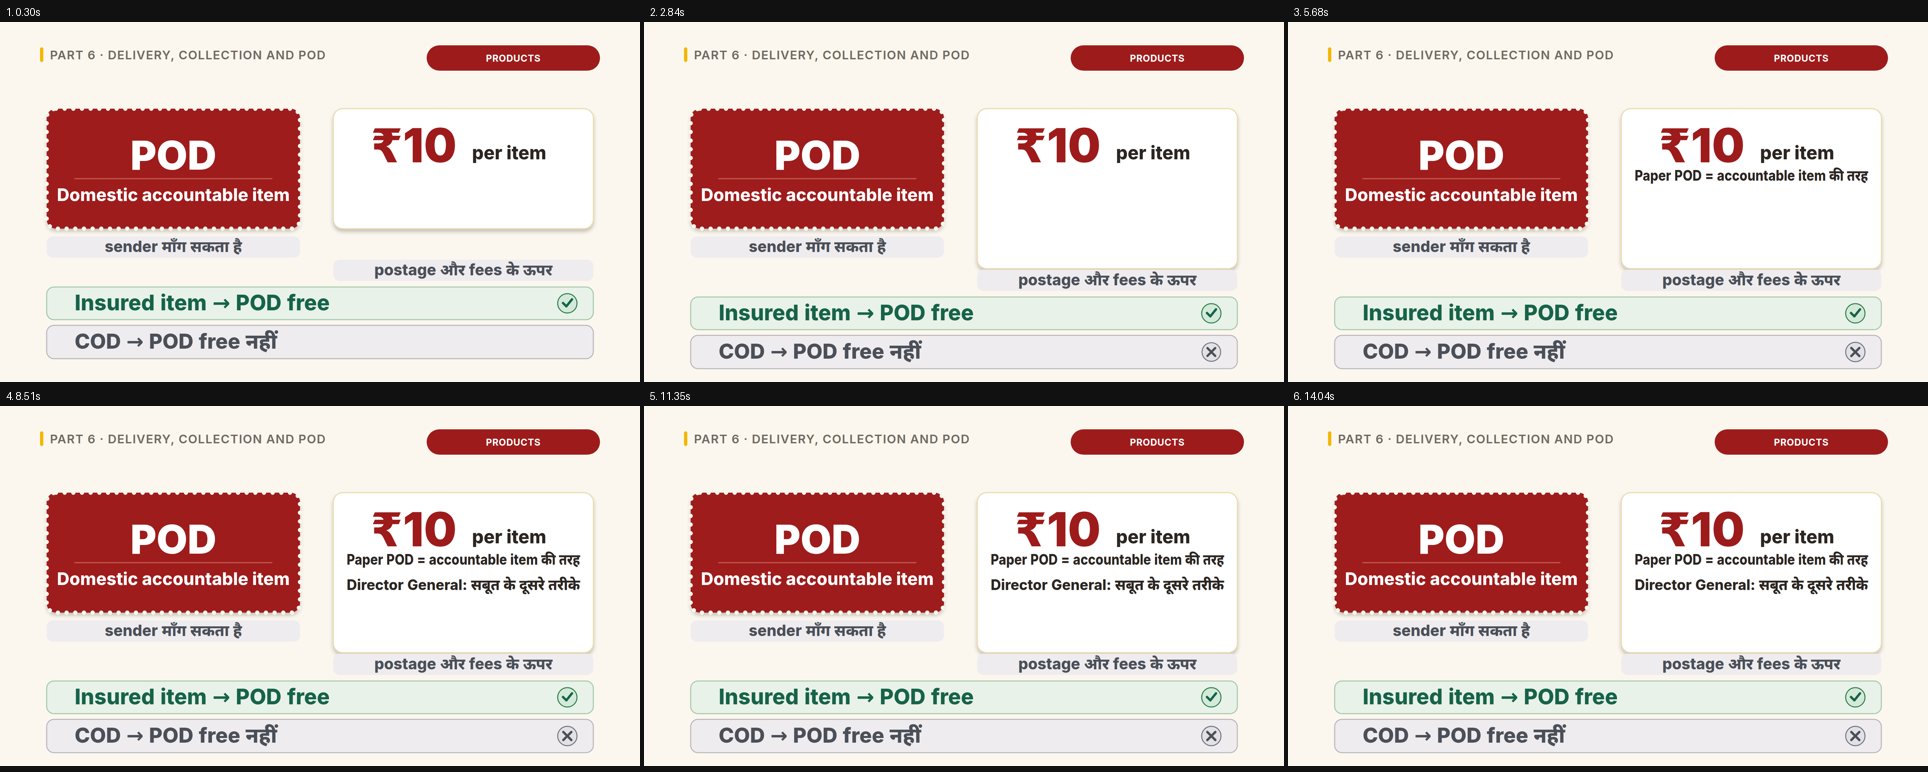 1. 0.30s
PART 6 · DELIVERY, COLLECTION AND POD
PRODUCTS
POD
Domestic accountable item
sender माँग सकता है
₹10 per item
postage और fees के ऊपर
Insured item → POD free
COD → POD free नहीं
2. 2.84s
PART 6 · DELIVERY, COLLECTION AND POD
PRODUCTS
POD
Domestic accountable item
sender माँग सकता है
₹10 per item
postage और fees के ऊपर
Insured item → POD free
COD → POD free नहीं
3. 5.68s
PART 6 · DELIVERY, COLLECTION AND POD
PRODUCTS
POD
Domestic accountable item
sender माँग सकता है
₹10 per item
Paper POD = accountable item की तरह
postage और fees के ऊपर
Insured item → POD free
COD → POD free नहीं
4. 8.51s
PART 6 · DELIVERY, COLLECTION AND POD
PRODUCTS
POD
Domestic accountable item
sender माँग सकता है
₹10 per item
Paper POD = accountable item की तरह
Director General: सबूत के दूसरे तरीके
postage और fees के ऊपर
Insured item → POD free
COD → POD free नहीं
5. 11.35s
PART 6 · DELIVERY, COLLECTION AND POD
PRODUCTS
POD
Domestic accountable item
sender माँग सकता है
₹10 per item
Paper POD = accountable item की तरह
Director General: सबूत के दूसरे तरीके
postage और fees के ऊपर
Insured item → POD free
COD → POD free नहीं
6. 14.04s
PART 6 · DELIVERY, COLLECTION AND POD
PRODUCTS
POD
Domestic accountable item
sender माँग सकता है
₹10 per item
Paper POD = accountable item की तरह
Director General: सबूत के दूसरे तरीके
postage और fees के ऊपर
Insured item → POD free
COD → POD free नहीं